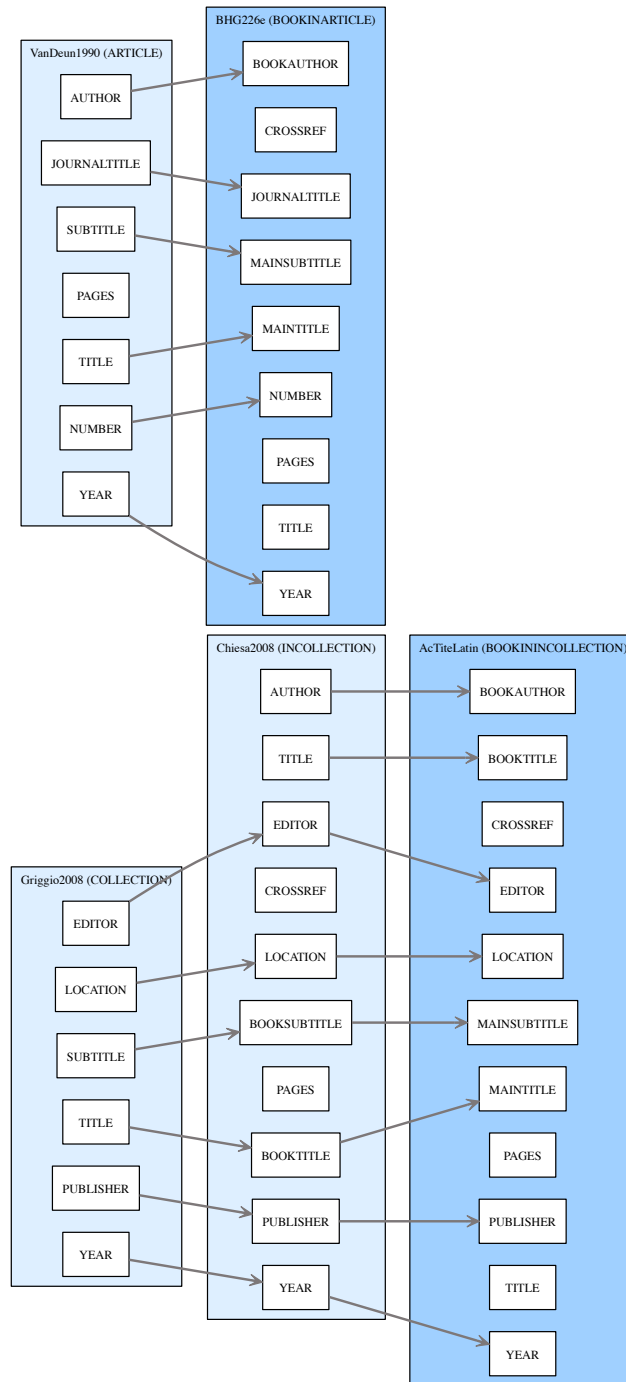 VanDeun1990 (ARTICLE)
AUTHOR
JOURNALTITLE
SUBTITLE
PAGES
TITLE
NUMBER
YEAR
BHG226e (BOOKINARTICLE)
BOOKAUTHOR
CROSSREF
JOURNALTITLE
MAINSUBTITLE
MAINTITLE
NUMBER
PAGES
TITLE
YEAR
Griggio2008 (COLLECTION)
EDITOR
LOCATION
SUBTITLE
TITLE
PUBLISHER
YEAR
Chiesa2008 (INCOLLECTION)
AUTHOR
TITLE
EDITOR
CROSSREF
LOCATION
BOOKSUBTITLE
PAGES
BOOKTITLE
PUBLISHER
YEAR
AcTiteLatin (BOOKININCOLLECTION)
BOOKAUTHOR
BOOKTITLE
CROSSREF
EDITOR
LOCATION
MAINSUBTITLE
MAINTITLE
PAGES
PUBLISHER
TITLE
YEAR